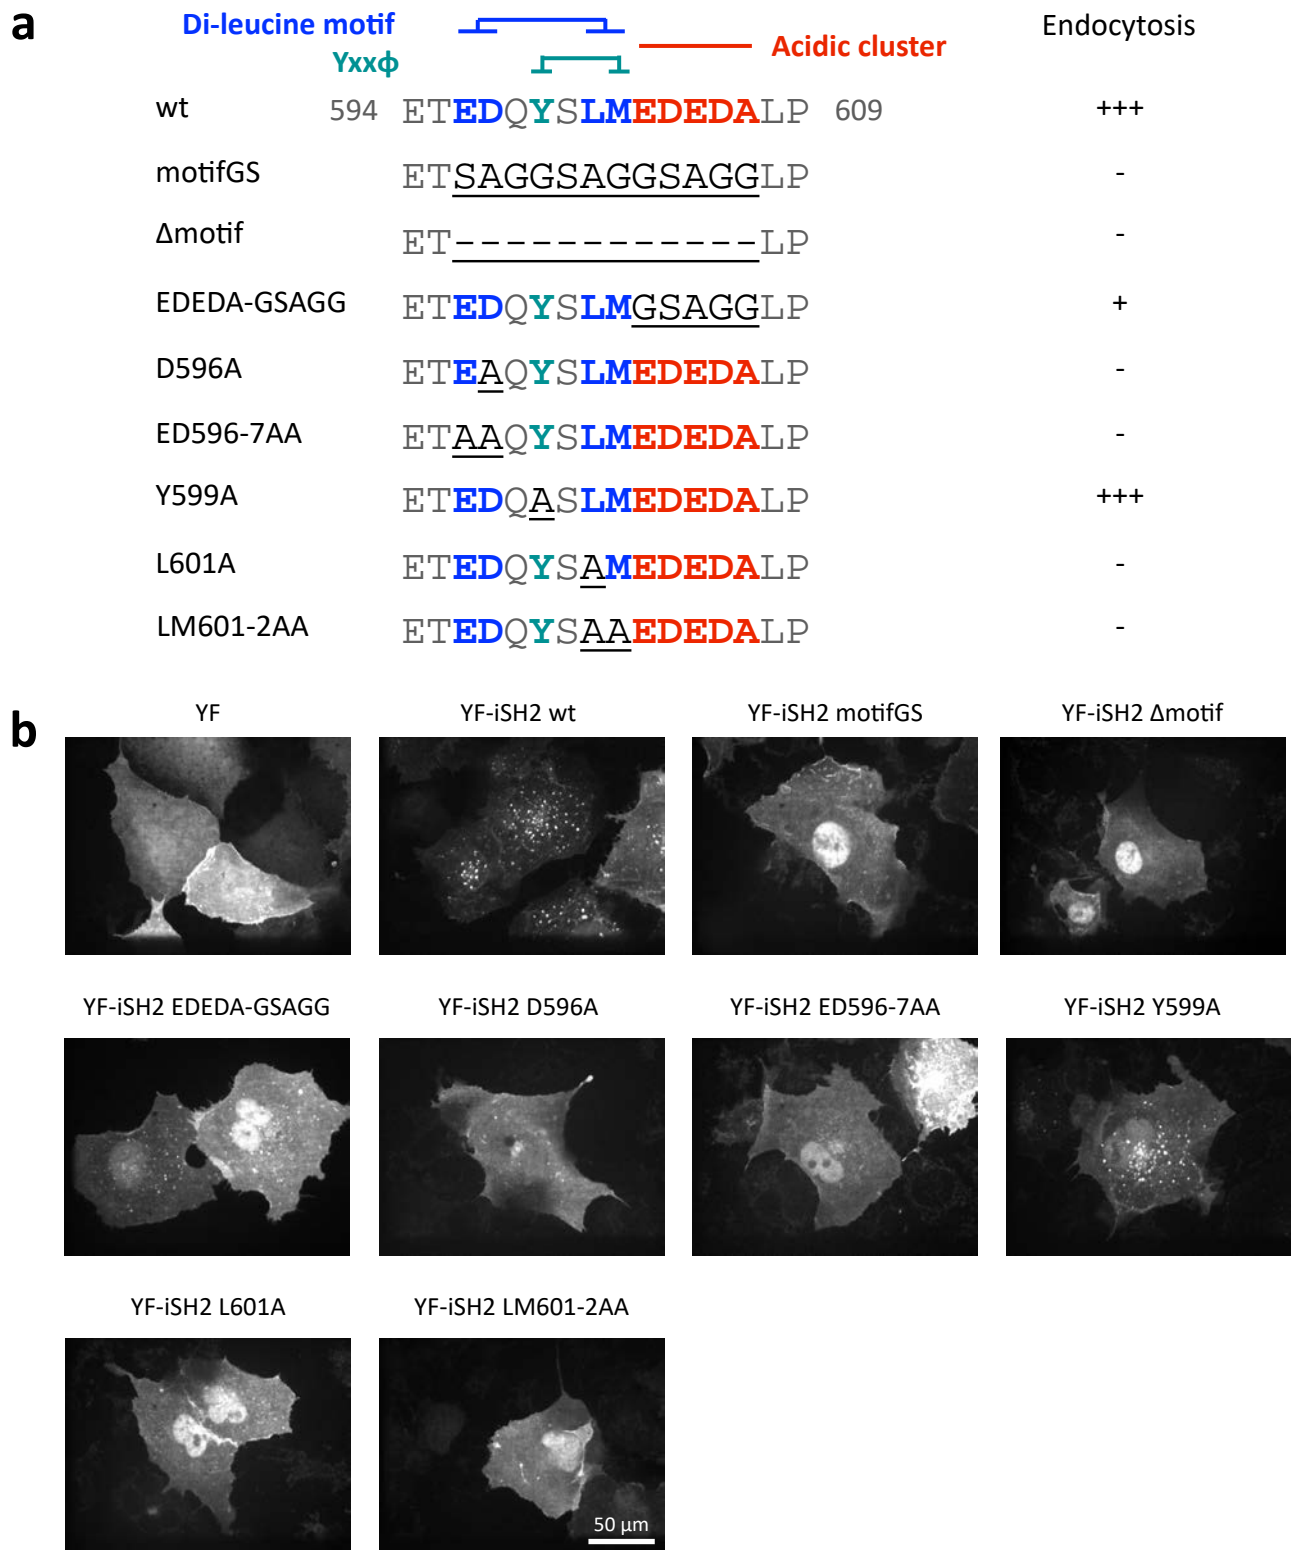 a
Di-leucine motif
Endocytosis
Yxxϕ
Acidic cluster
wt 594 ETEDQYSLMEDEDALP 609 +++
motifGS ETSAGGSAGGSAGGLP -
Δmotif ET------------LP -
EDEDA-GSAGG ETEDQYSLMGSAGGLP +
D596A ETEAQYSLMEDEDALP -
ED596-7AA ETAAQYSLMEDEDALP -
Y599A ETEDQASLMEDEDALP +++
L601A ETEDQYSAMEDEDALP -
LM601-2AA ETEDQYSAAEDEDALP -
b
YF YF-iSH2 wt YF-iSH2 motifGS YF-iSH2 Δmotif
YF-iSH2 EDEDA-GSAGG YF-iSH2 D596A YF-iSH2 ED596-7AA YF-iSH2 Y599A
YF-iSH2 L601A YF-iSH2 LM601-2AA
50 μm